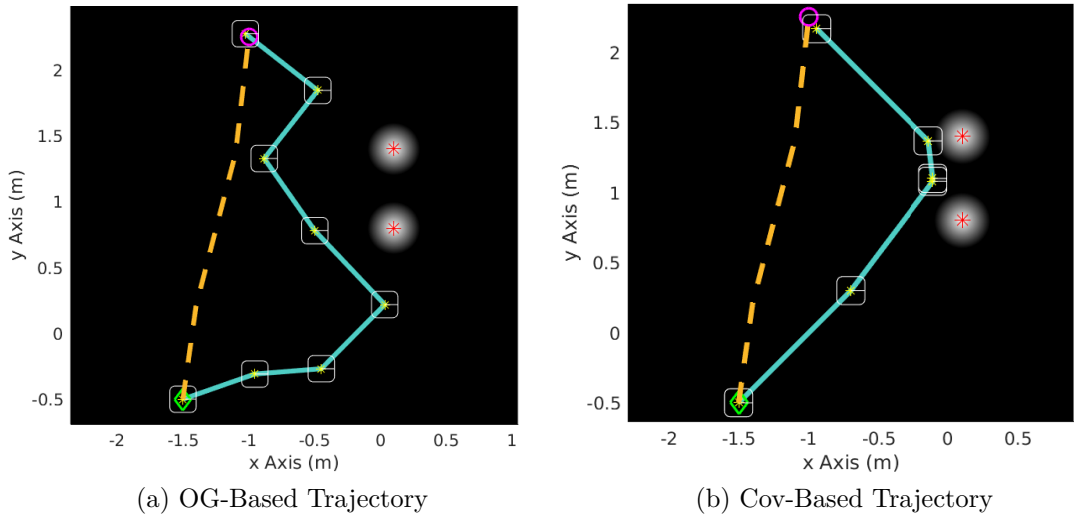 2
1.5
1
0.5
0
-0.5
y Axis (m)
-2 -1.5 -1 -0.5 0 0.5 1
x Axis (m)
(a) OG-Based Trajectory
2
1.5
1
0.5
0
-0.5
y Axis (m)
-2 -1.5 -1 -0.5 0 0.5
x Axis (m)
(b) Cov-Based Trajectory